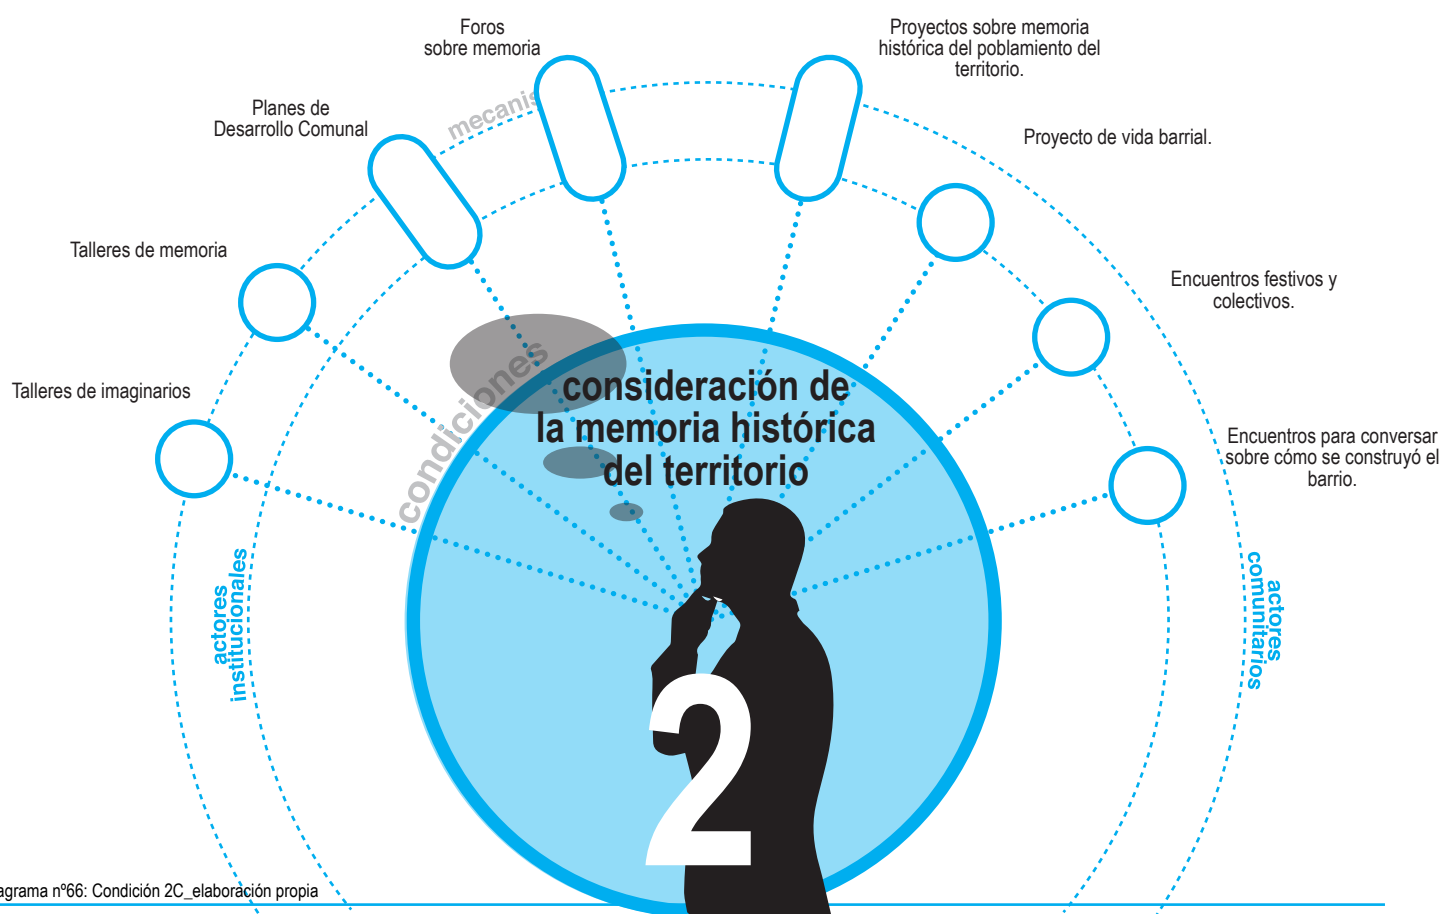 Foros
sobre memoria
Proyectos sobre memoria
histórica del poblamiento del
territorio.
Planes de
Desarrollo Comunal
Proyecto de vida barrial.
Talleres de memoria
Encuentros festivos y
colectivos.
Talleres de imaginarios
condiciones
consideración de
la memoria histórica
del territorio
Encuentros para conversar
sobre cómo se construyó el
barrio.
actores
institucionales
actores
comunitarios
2
nº66: Condición 2C_elaboración propia